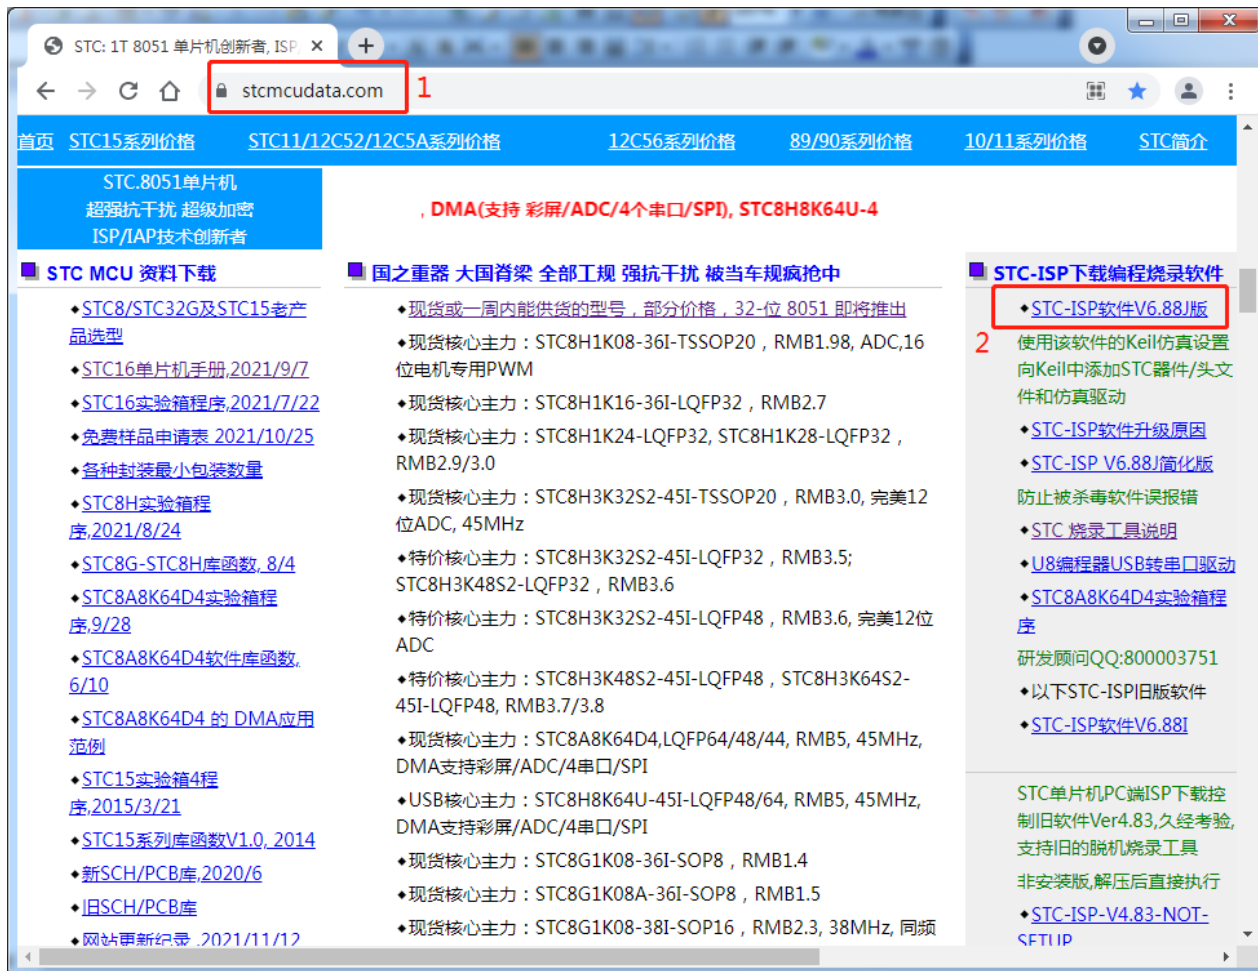 STC: 1T 8051 单片机创新者, ISP,
stcmcudata.com
1
首页 STC15系列价格 STC11/12C52/12C5A系列价格 12C56系列价格 89/90系列价格 10/11系列价格 STC简介
STC.8051单片机
超强抗干扰 超级加密
ISP/IAP技术创新者
, DMA(支持 彩屏/ADC/4个串口/SPI), STC8H8K64U-4
STC MCU 资料下载
◆STC8/STC32G及STC15老产
品选型
◆STC16单片机手册,2021/9/7
◆STC16实验箱程序,2021/7/22
◆免费样品申请表 2021/10/25
◆各种封装最小包装数量
◆STC8H实验箱程
序,2021/8/24
◆STC8G-STC8H库函数, 8/4
◆STC8A8K64D4实验箱程
序,9/28
◆STC8A8K64D4软件库函数,
6/10
◆STC8A8K64D4 的 DMA应用
范例
◆STC15实验箱4程
序,2015/3/21
◆STC15系列库函数V1.0, 2014
◆新SCH/PCB库,2020/6
◆旧SCH/PCB库
◆网站更新纪录 ,2021/11/12
国之重器 大国脊梁 全部工规 强抗干扰 被当车规疯抢中
◆现货或一周内能供货的型号，部分价格，32-位 8051 即将推出
◆现货核心主力：STC8H1K08-36I-TSSOP20，RMB1.98, ADC,16
位电机专用PWM
◆现货核心主力：STC8H1K16-36I-LQFP32，RMB2.7
◆现货核心主力：STC8H1K24-LQFP32, STC8H1K28-LQFP32，
RMB2.9/3.0
◆现货核心主力：STC8H3K32S2-45I-TSSOP20，RMB3.0, 完美12
位ADC, 45MHz
◆特价核心主力：STC8H3K32S2-45I-LQFP32，RMB3.5;
STC8H3K48S2-LQFP32，RMB3.6
◆特价核心主力：STC8H3K32S2-45I-LQFP48，RMB3.6, 完美12位
ADC
◆特价核心主力：STC8H3K48S2-45I-LQFP48，STC8H3K64S2-
45I-LQFP48, RMB3.7/3.8
◆现货核心主力：STC8A8K64D4,LQFP64/48/44, RMB5, 45MHz,
DMA支持彩屏/ADC/4串口/SPI
◆USB核心主力：STC8H8K64U-45I-LQFP48/64, RMB5, 45MHz,
DMA支持彩屏/ADC/4串口/SPI
◆现货核心主力：STC8G1K08-36I-SOP8，RMB1.4
◆现货核心主力：STC8G1K08A-36I-SOP8，RMB1.5
◆现货核心主力：STC8G1K08-38I-SOP16，RMB2.3, 38MHz, 同频
STC-ISP下载编程烧录软件
◆STC-ISP软件V6.88J版
2
使用该软件的Keil仿真设置
向Keil中添加STC器件/头文
件和仿真驱动
◆STC-ISP软件升级原因
◆STC-ISP V6.88J简化版
防止被杀毒软件误报错
◆STC 烧录工具说明
◆U8编程器USB转串口驱动
◆STC8A8K64D4实验箱程
序
研发顾问QQ:800003751
◆以下STC-ISP旧版软件
◆STC-ISP软件V6.88I
STC单片机PC端ISP下载控
制旧软件Ver4.83,久经考验,
支持旧的脱机烧录工具
非安装版,解压后直接执行
◆STC-ISP-V4.83-NOT-
SETUP